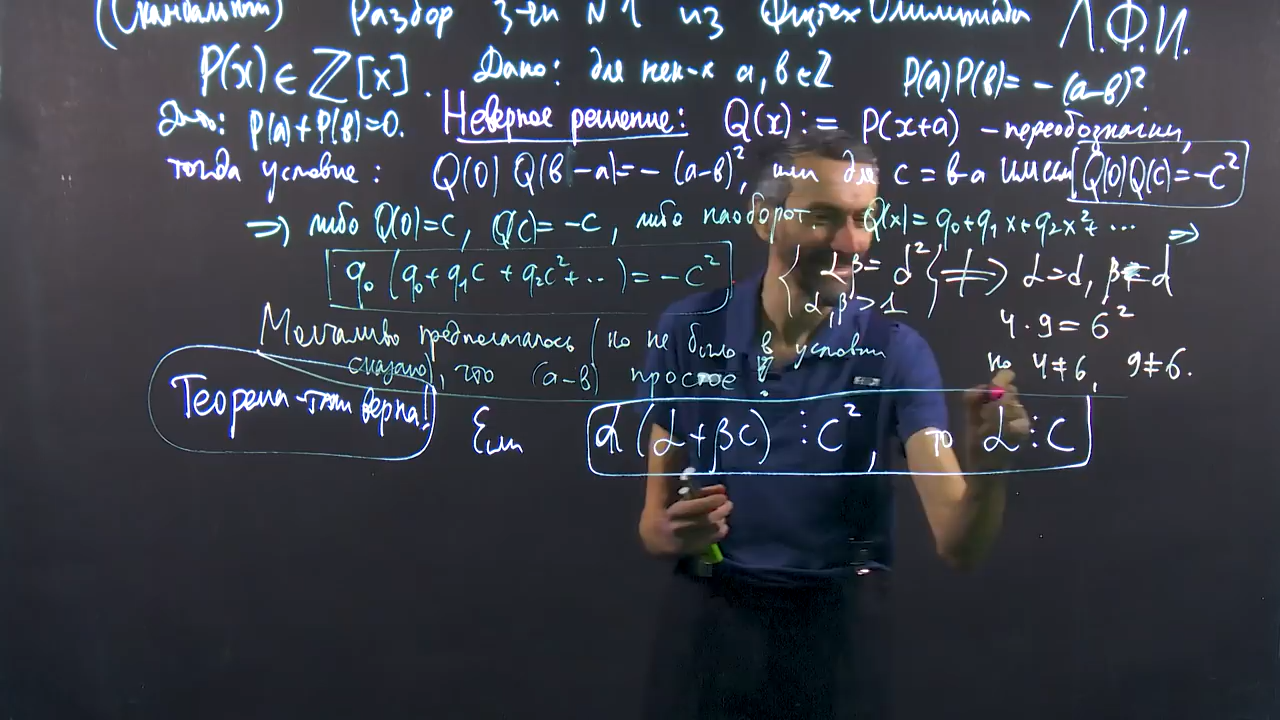 (Скандальный) Разбор з-чи №1 из Физтех Олимпиады Л.Ф.И.
P(x) ∈ ℤ[x]. Дано: для нек-х a, b ∈ ℤ P(a)P(b) = -(a-b)².
P(a)+P(b)=0. Неверное решение: Q(x) := P(x+a) – переобозначим,
тогда условие: Q(0) Q(b-a) = -(a-b)², или для c = b-a имеем Q(0)Q(c)=-c²
⇒ либо Q(0)=c, Q(c)=-c, либо наоборот. Q(x)=q₀+q₁x+q₂x²+... ⇒
q₀ (q₀+q₁c+q₂c²+...) = -c² { αβ = d² } ⇏ α=d, β=d
α, β > 1
4·9 = 6²
Молчаливо предполагалось (но не было в условии
но 4≠6, 9≠6.
сказано), что (a-b) простое
Теорема-таки верна! Если α(α+βc) ⋮ c², то α ⋮ c